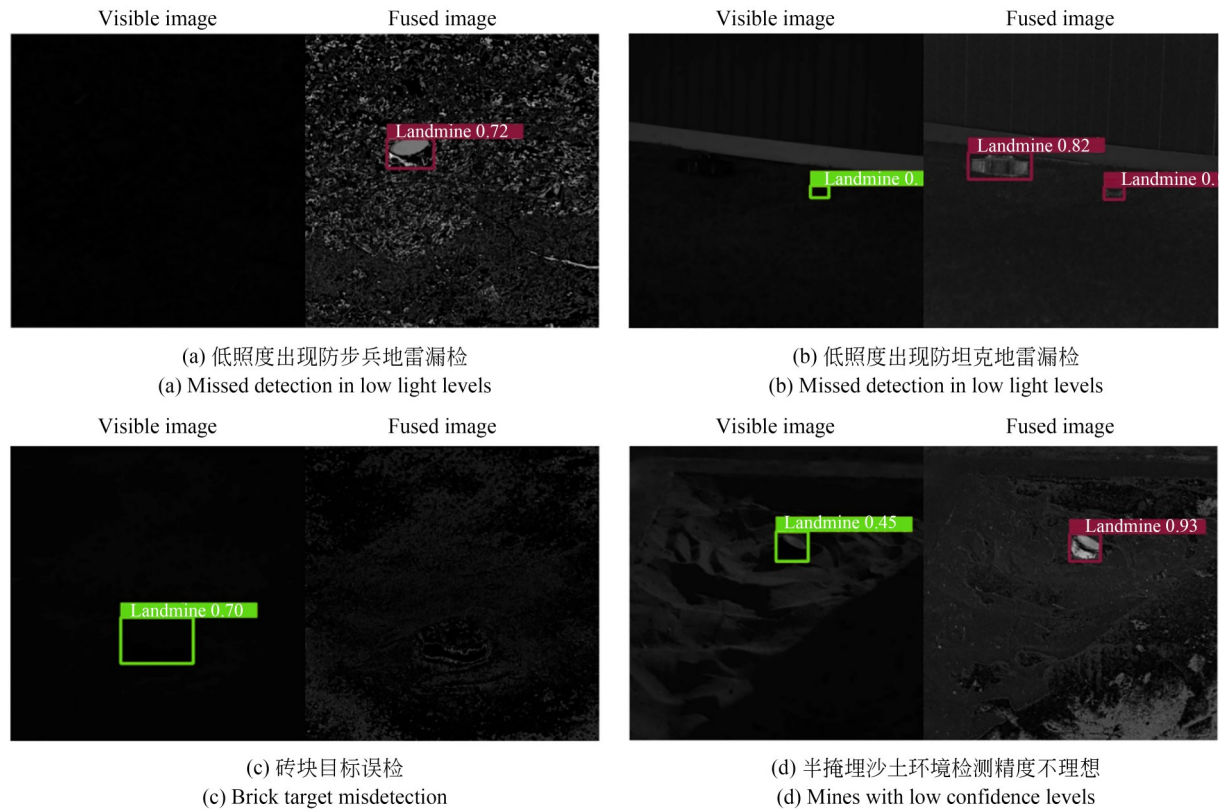 Visible image
Fused image
Visible image
Fused image
Landmine 0.72
Landmine 0.
Landmine 0.82
Landmine 0.
(a) 低照度出现防步兵地雷漏检
(a) Missed detection in low light levels
(b) 低照度出现防坦克地雷漏检
(b) Missed detection in low light levels
Visible image
Fused image
Visible image
Fused image
Landmine 0.70
Landmine 0.45
Landmine 0.93
(c) 砖块目标误检
(c) Brick target misdetection
(d) 半掩埋沙土环境检测精度不理想
(d) Mines with low confidence levels